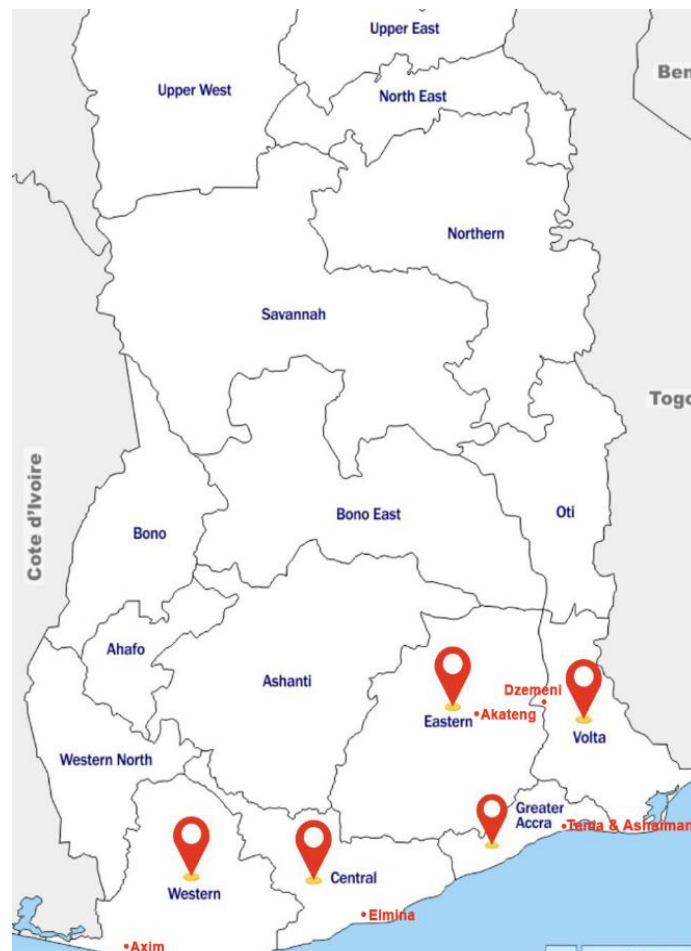 Upper East
Ben
Upper West
North East
Northern
Savannah
Togo
Cote d'Ivoire
Bono East
Oti
Bono
Ahafo
Ashanti
Dzemeni
Akateng
Eastern
Volta
Western North
Greater
Accra
Tema & Ashaiman
Central
Western
Elmina
Axim